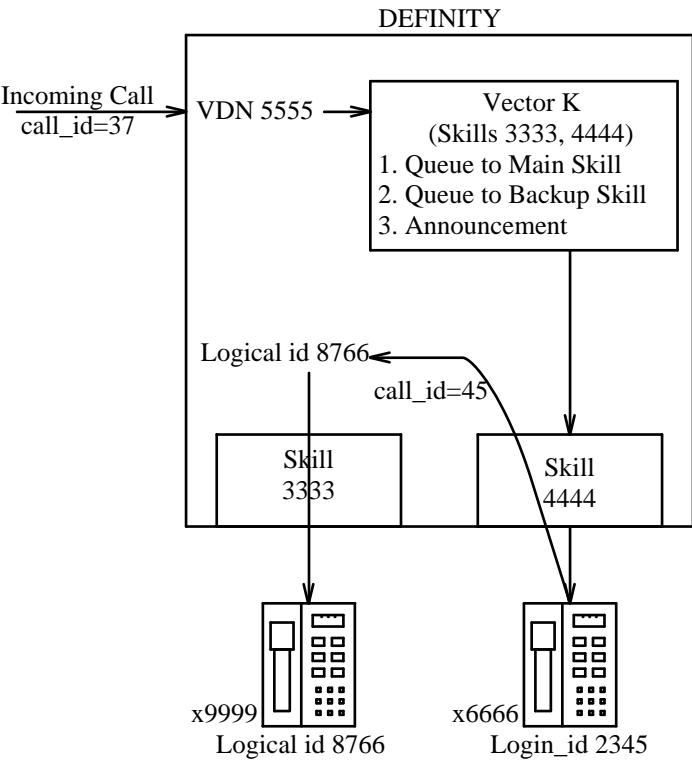 DEFINITY
Incoming Call
call_id=37
VDN 5555
Vector K
(Skills 3333, 4444)
1. Queue to Main Skill
2. Queue to Backup Skill
3. Announcement
Logical id 8766
call_id=45
Skill
3333
Skill
4444
x9999
Logical id 8766
x6666
Login_id 2345